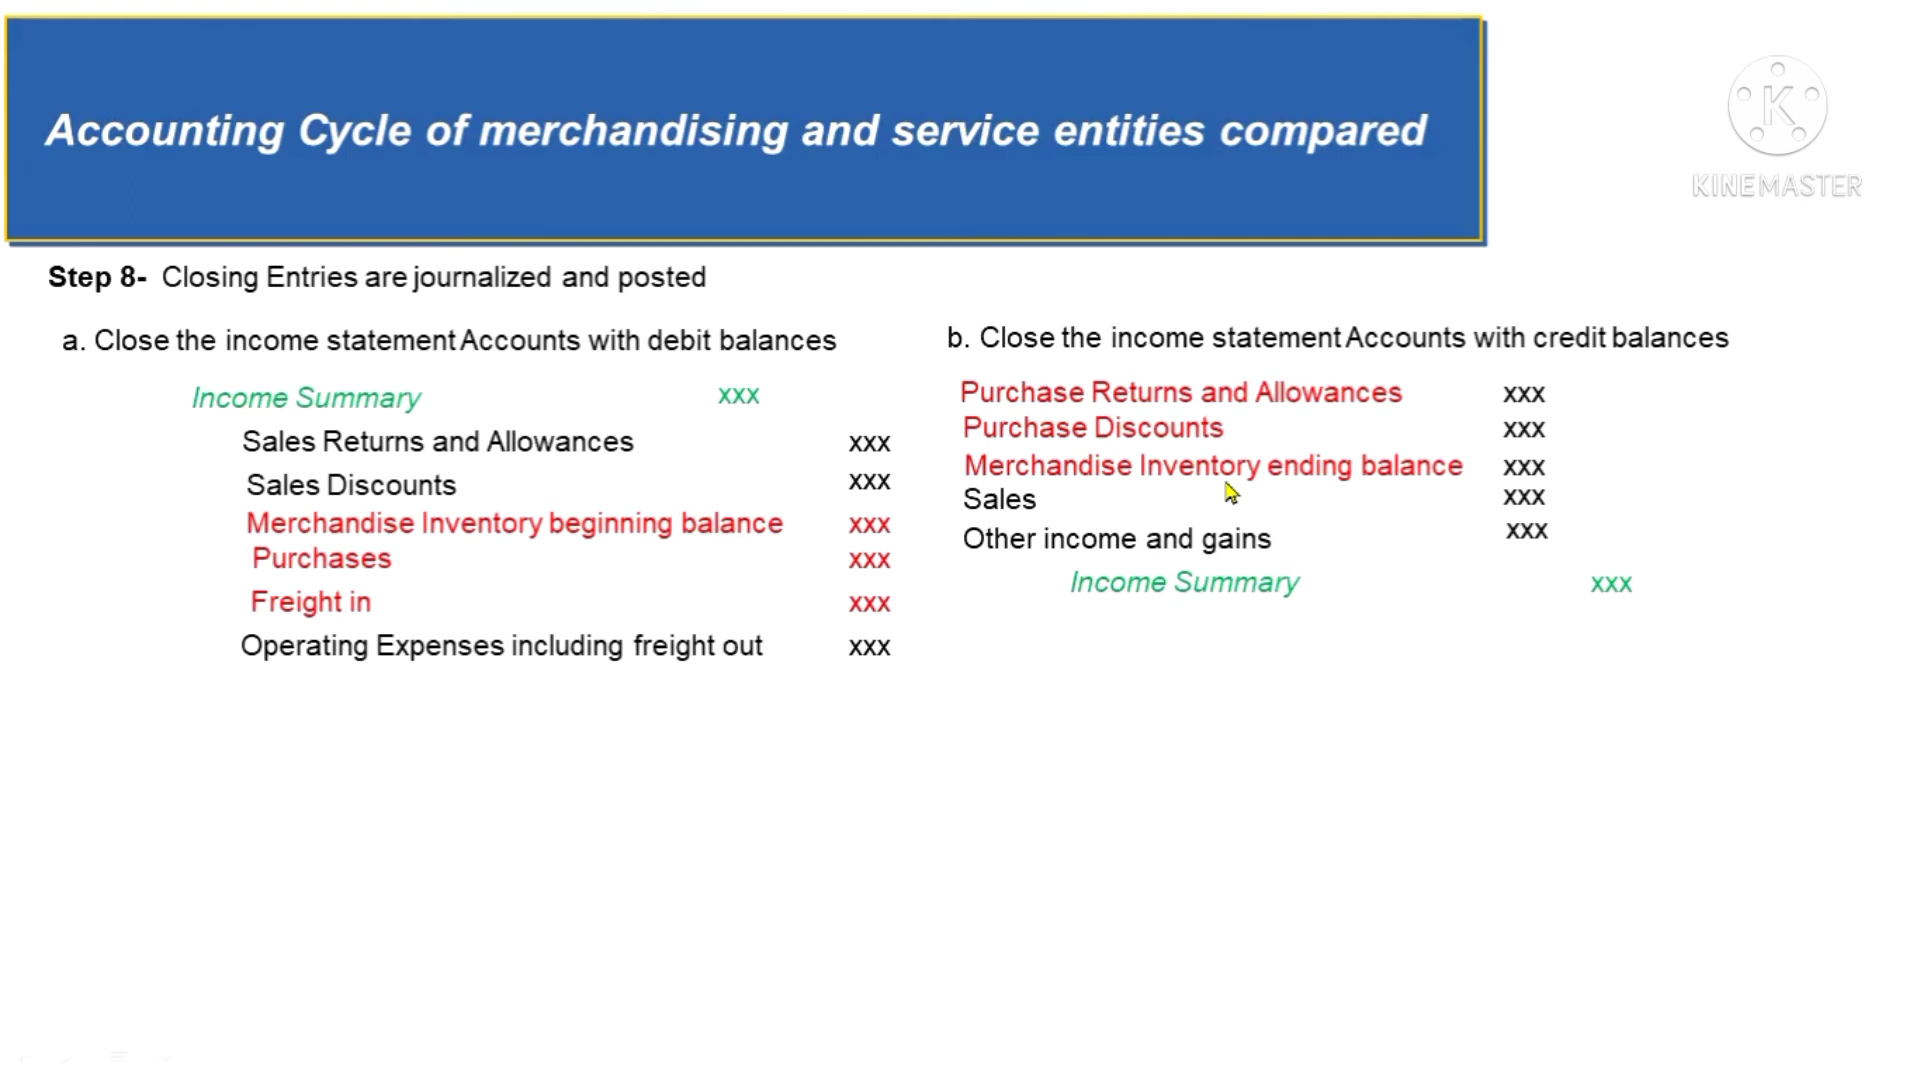 Accounting Cycle of merchandising and service entities compared
K
KINEMASTER
Step 8- Closing Entries are journalized and posted
a. Close the income statement Accounts with debit balances
Income Summary xxx
Sales Returns and Allowances xxx
Sales Discounts xxx
Merchandise Inventory beginning balance xxx
Purchases xxx
Freight in xxx
Operating Expenses including freight out xxx
b. Close the income statement Accounts with credit balances
Purchase Returns and Allowances xxx
Purchase Discounts xxx
Merchandise Inventory ending balance xxx
Sales xxx
Other income and gains xxx
Income Summary xxx